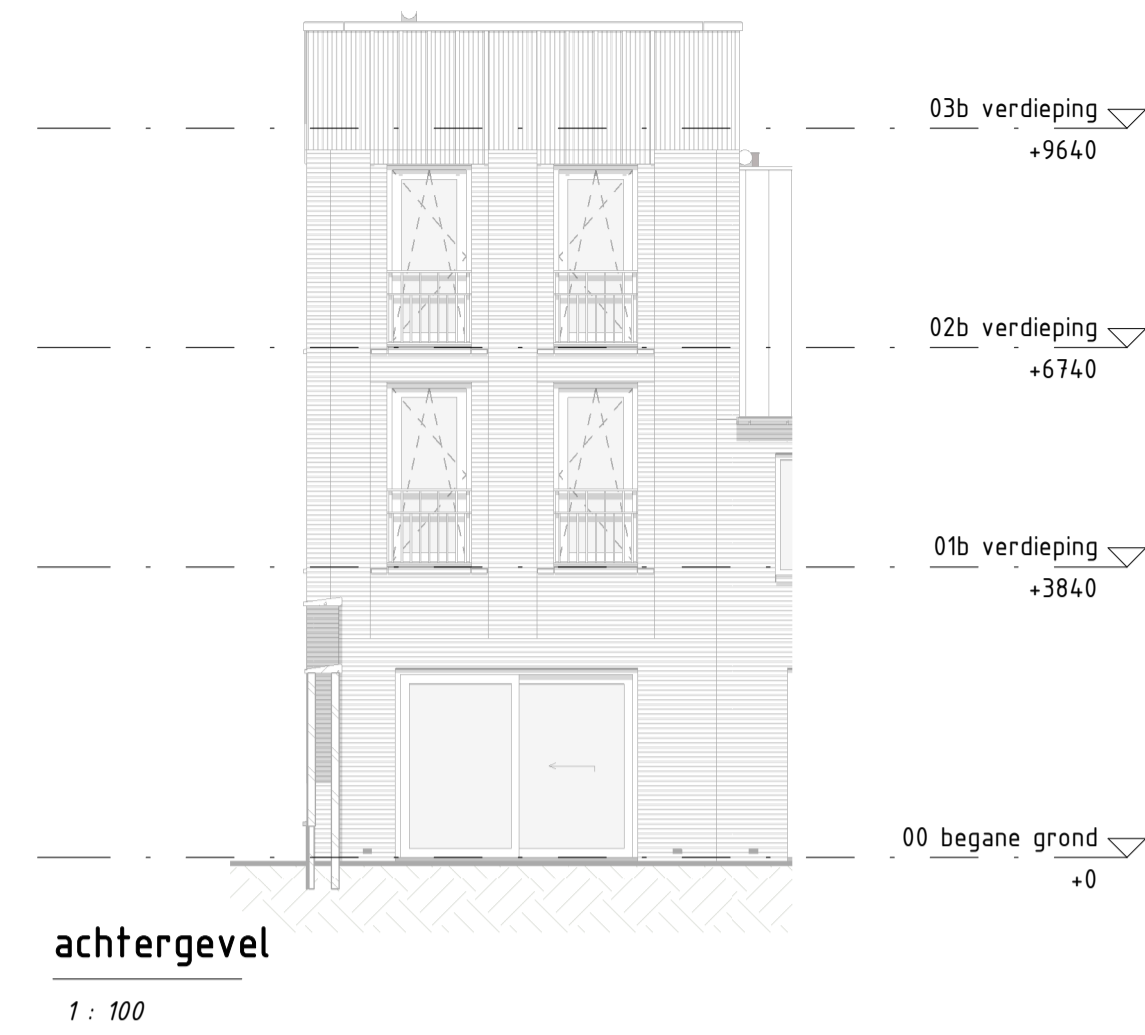 03b verdieping
+9640
02b verdieping
+6740
01b verdieping
+3840
00 begane grond
+0
achtergevel
1 : 100